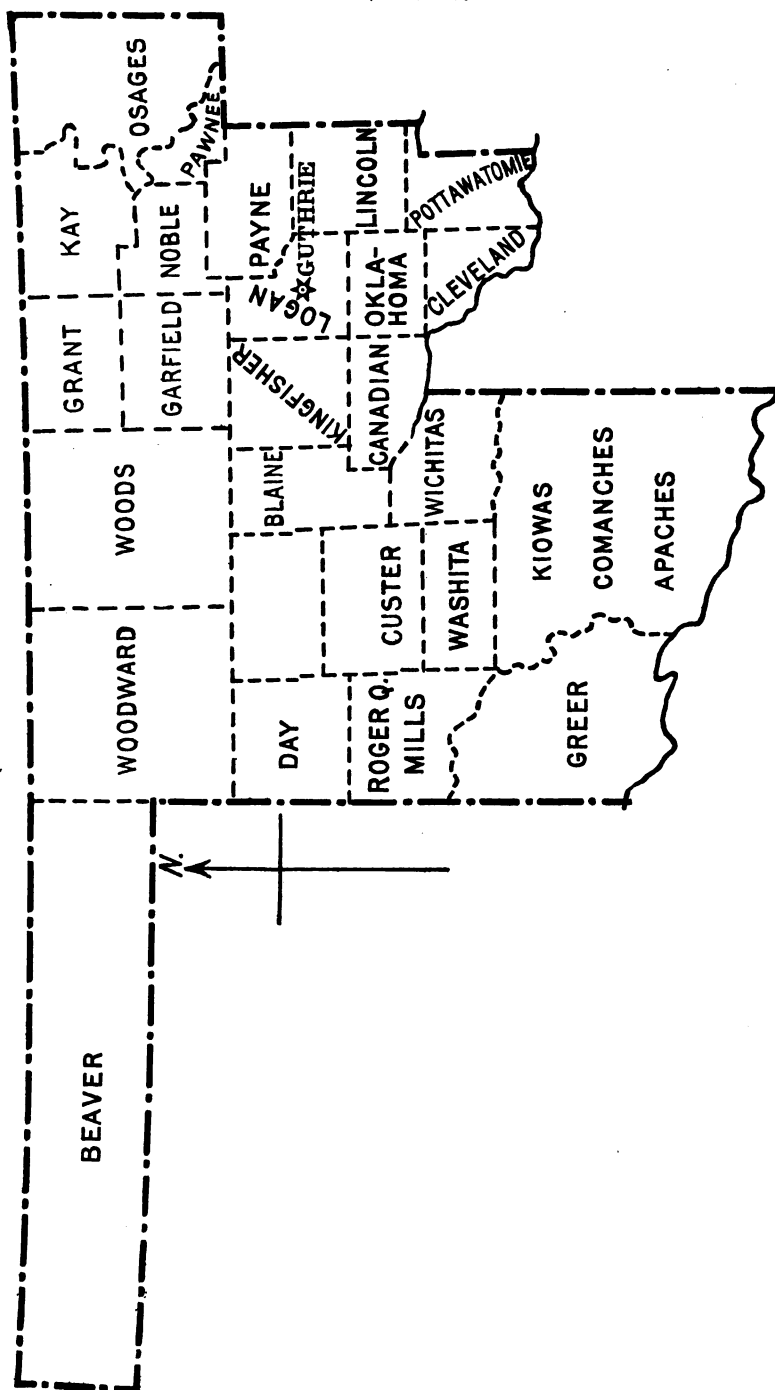 BEAVER
WOODWARD
WOODS
GRANT
KAY
OSAGES
PAWNEE
GARFIELD
NOBLE
N.
DAY
BLAINE
KINGFISHER
LOGAN
GUTHRIE
PAYNE
LINCOLN
ROGER Q.
MILLS
CUSTER
CANADIAN
OKLA-
HOMA
POTTAWATOMIE
CLEVELAND
WASHITA
WICHITAS
GREER
KIOWAS
COMANCHES
APACHES